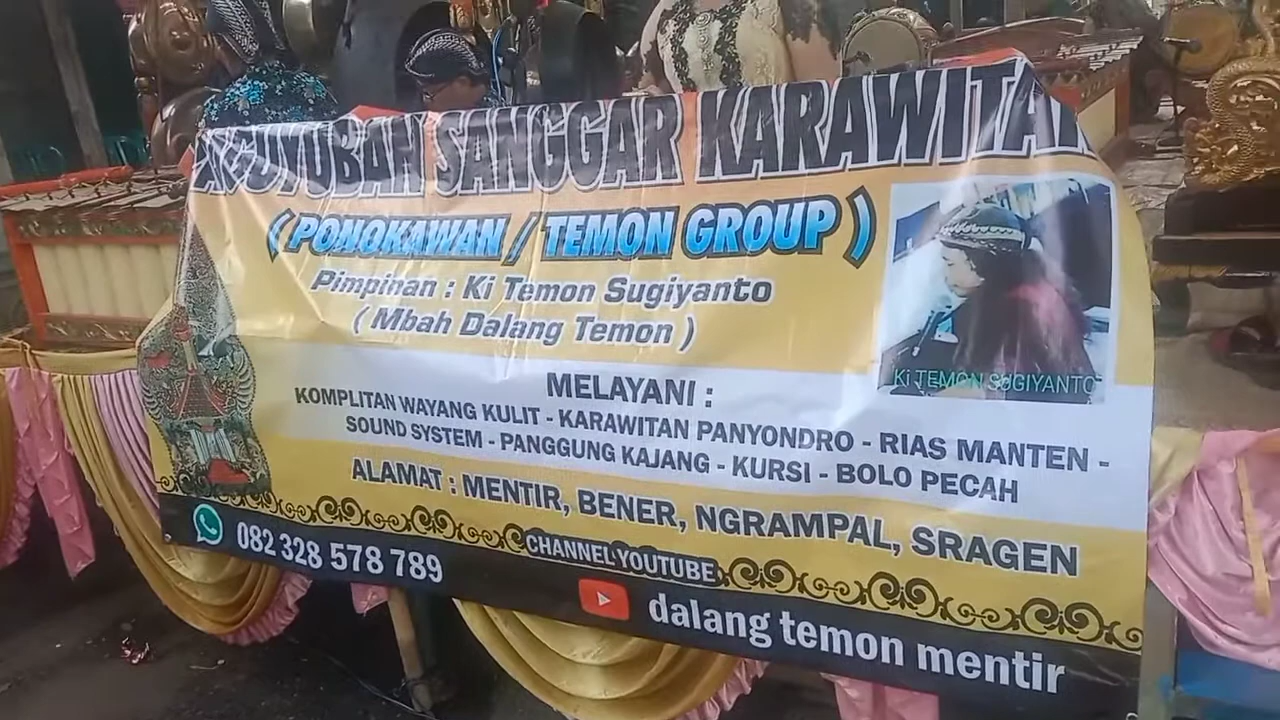 PAGUYUBAN SANGGAR KARAWITAN
( PONOKAWAN / TEMON GROUP )
Pimpinan : Ki Temon Sugiyanto
( Mbah Dalang Temon )
Ki TEMON SUGIYANTO
MELAYANI :
KOMPLITAN WAYANG KULIT - KARAWITAN PANYONDRO - RIAS MANTEN -
SOUND SYSTEM - PANGGUNG KAJANG - KURSI - BOLO PECAH
ALAMAT : MENTIR, BENER, NGRAMPAL, SRAGEN
082 328 578 789
CHANNEL YOUTUBE
dalang temon mentir